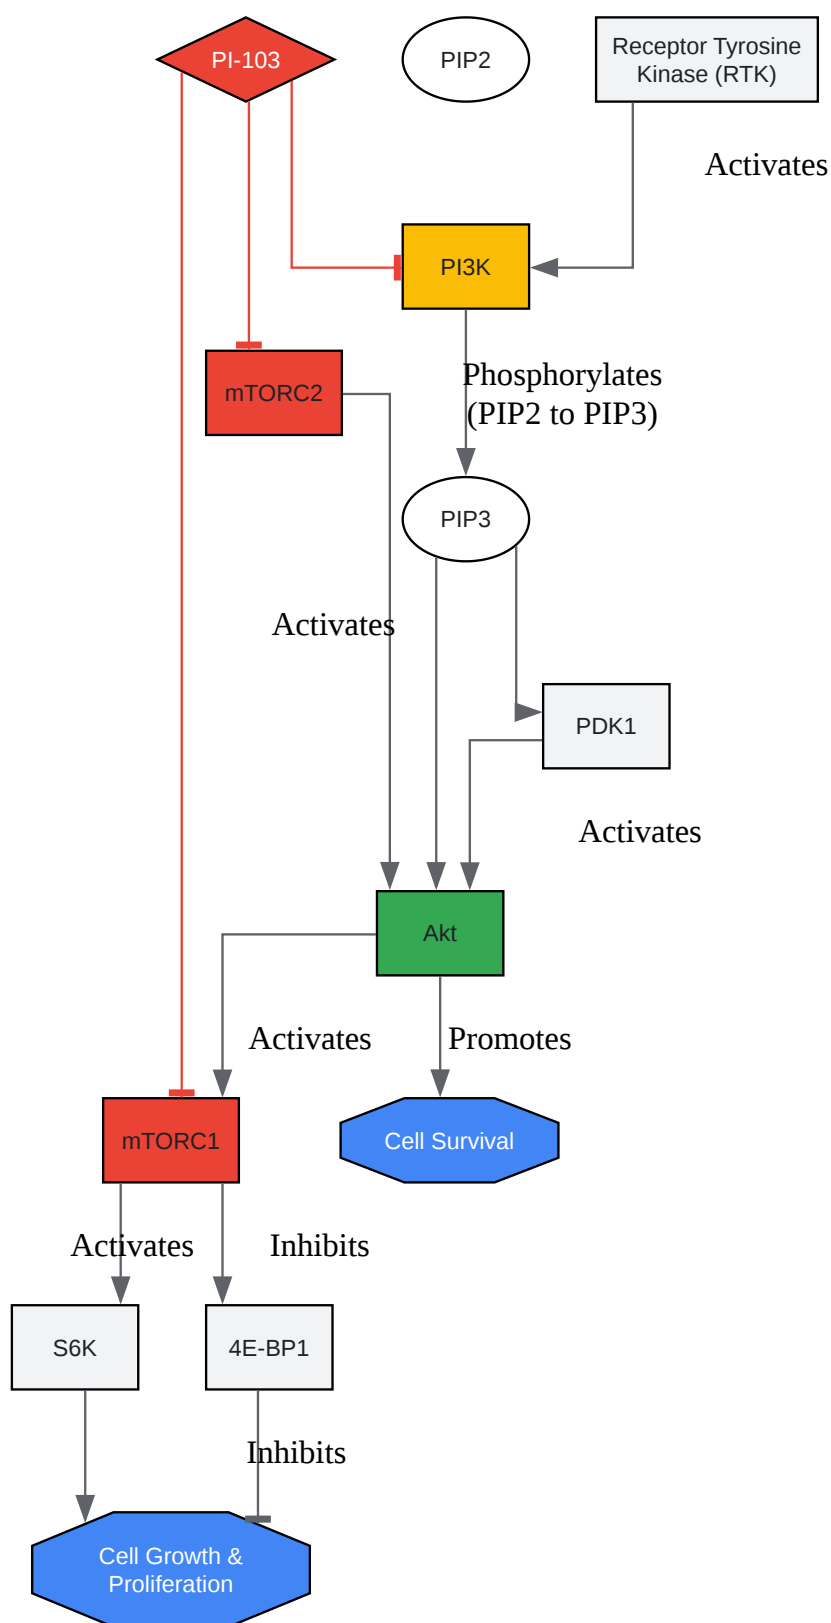 PI-103
PIP2
Receptor Tyrosine
Kinase (RTK)
Activates
PI3K
mTORC2
Phosphorylates
(PIP2 to PIP3)
PIP3
Activates
PDK1
Activates
Akt
Activates
Promotes
mTORC1
Cell Survival
Activates
Inhibits
S6K
4E-BP1
Inhibits
Cell Growth &
Proliferation